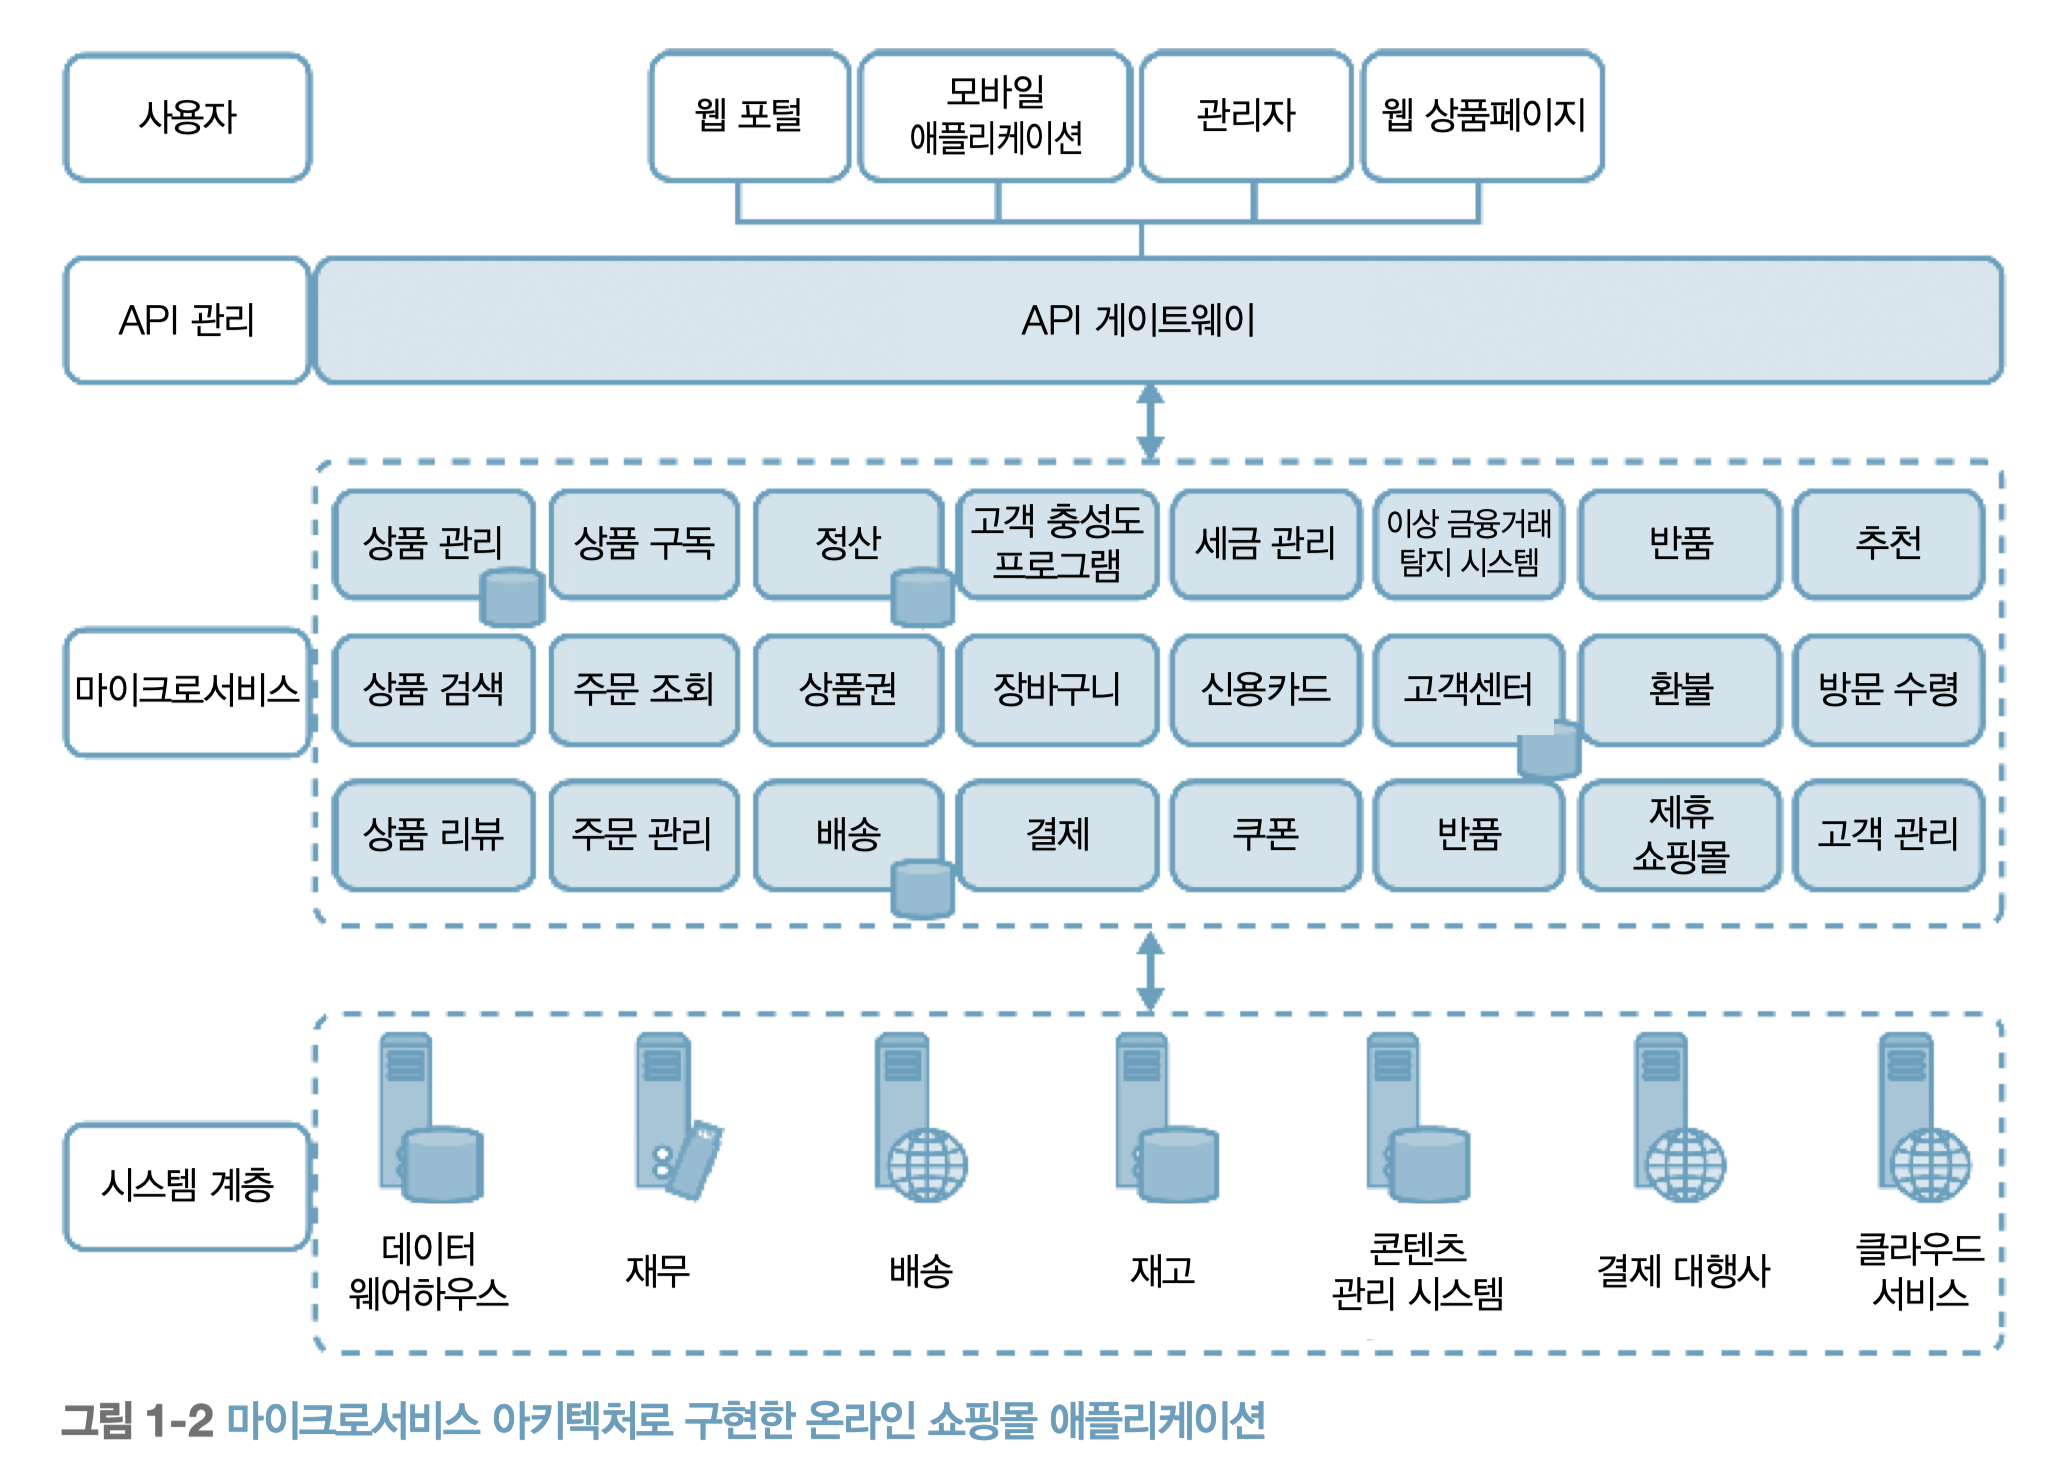 사용자
웹 포털
모바일
애플리케이션
관리자
웹 상품페이지
API 관리
API 게이트웨이
마이크로서비스
상품 관리
상품 구독
정산
고객 충성도
프로그램
세금 관리
이상 금융거래
탐지 시스템
반품
추천
상품 검색
주문 조회
상품권
장바구니
신용카드
고객센터
환불
방문 수령
상품 리뷰
주문 관리
배송
결제
쿠폰
반품
제휴
쇼핑몰
고객 관리
시스템 계층
데이터
웨어하우스
재무
배송
재고
콘텐츠
관리 시스템
결제 대행사
클라우드
서비스
그림 1-2 마이크로서비스 아키텍처로 구현한 온라인 쇼핑몰 애플리케이션